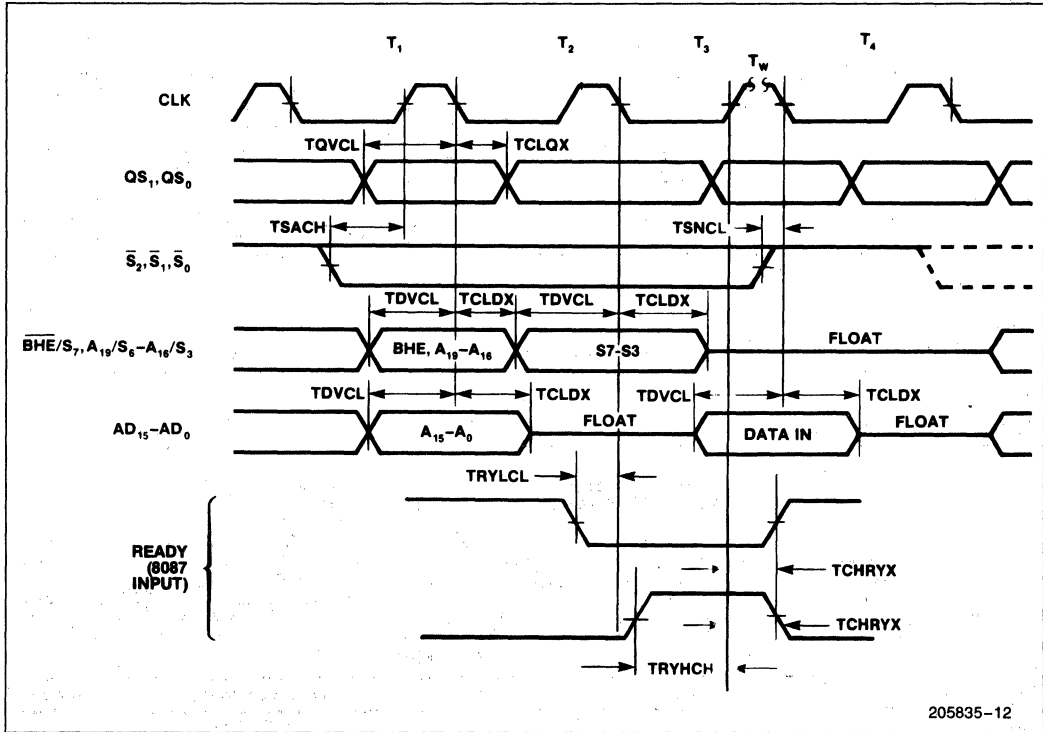 T₁ T₂ T₃ T₄
T_W
CLK
TQVCL TCLQX
QS₁, QS₀
TSACH TSNCL
S̅₂, S̅₁, S̅₀
TDVCL TCLDX TDVCL TCLDX
B̅H̅E̅/S₇, A₁₉/S₆–A₁₆/S₃ BHE, A₁₉–A₁₆ S7-S3 FLOAT
TDVCL TCLDX TDVCL TCLDX
AD₁₅–AD₀ A₁₅–A₀ FLOAT DATA IN FLOAT
TRYLCL
READY
(8087
INPUT)
TCHRYX
TCHRYX
TRYHCH
205835–12